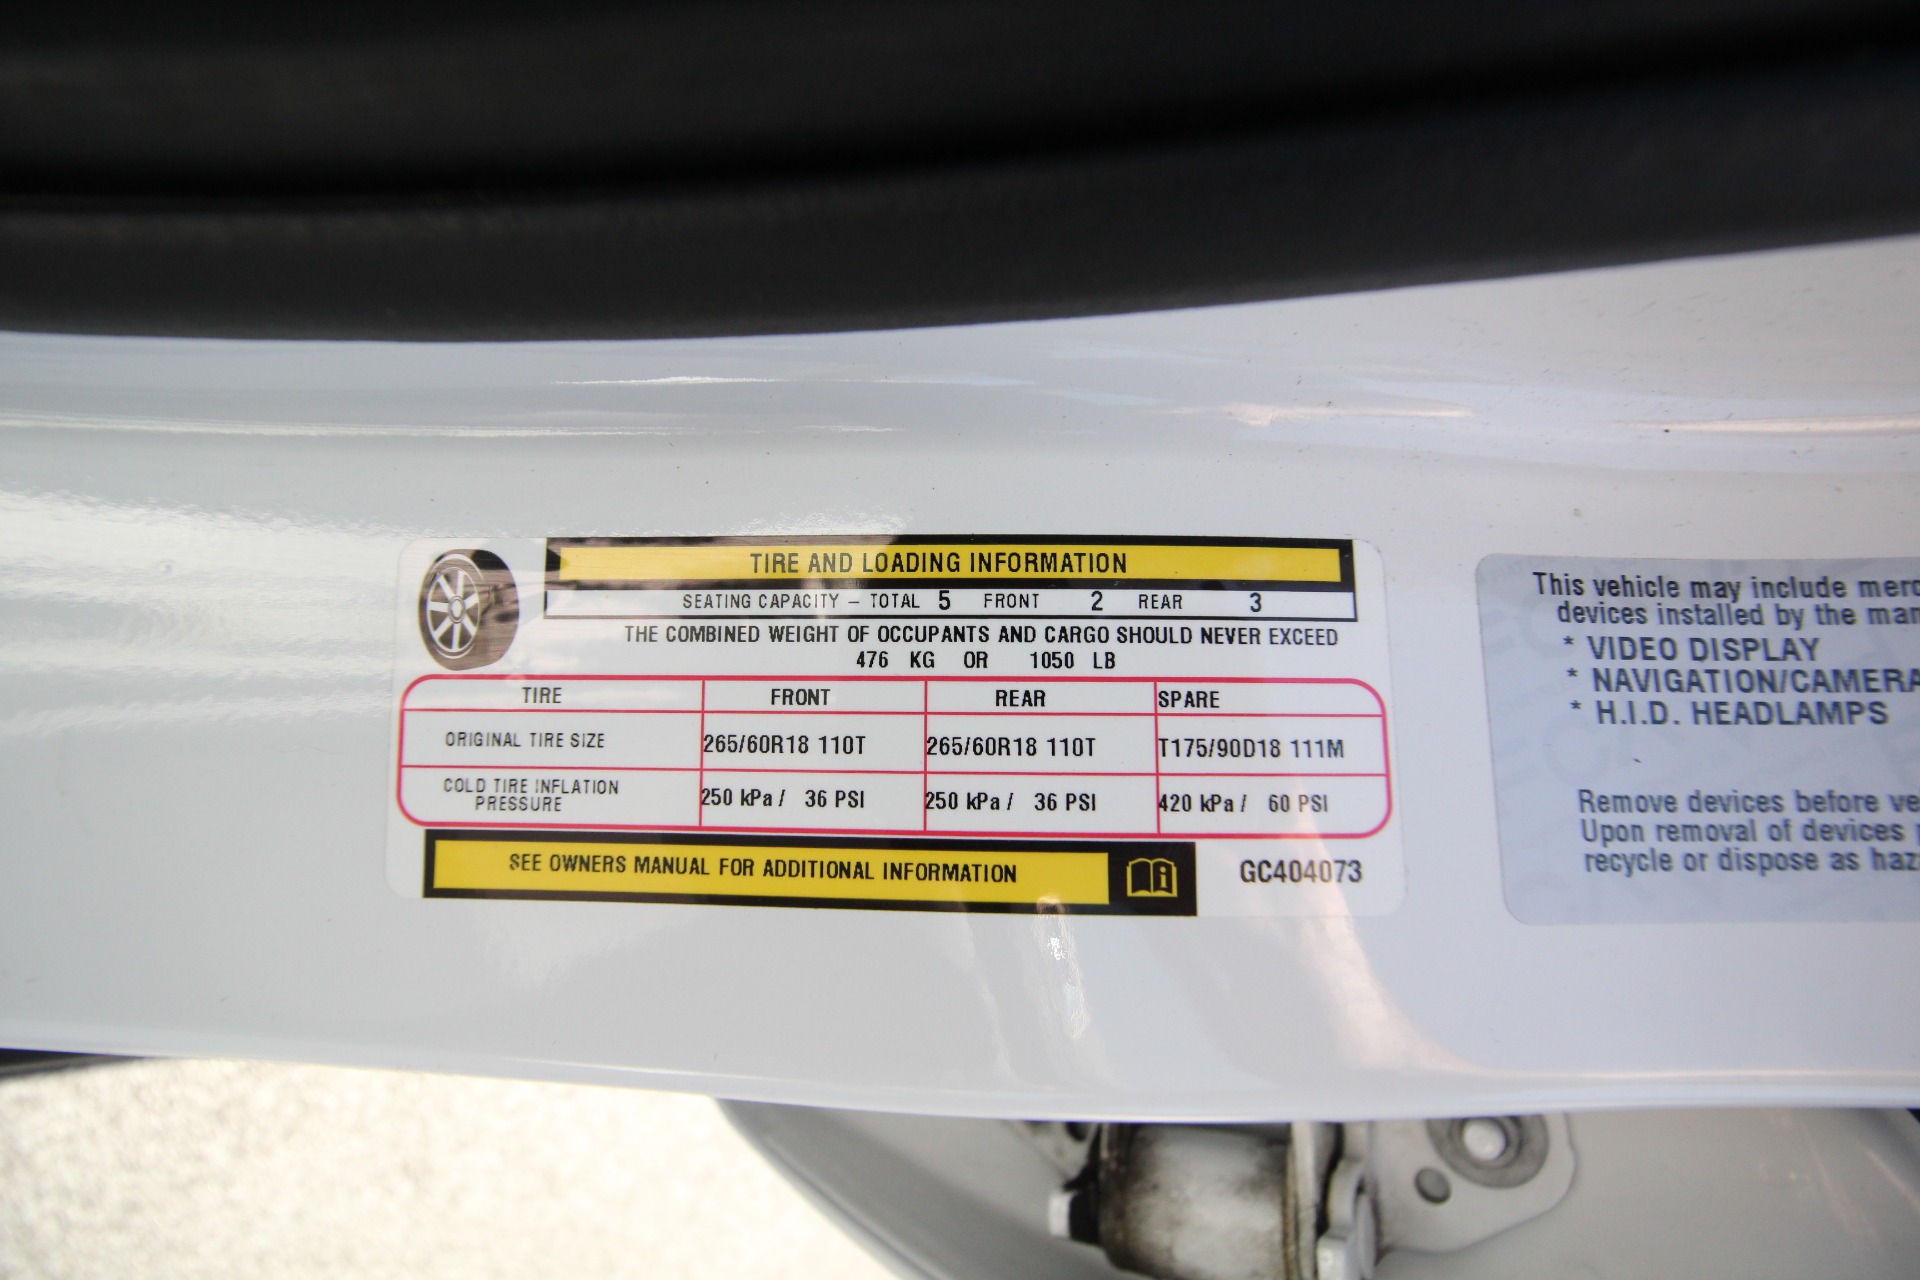 TIRE AND LOADING INFORMATION
SEATING CAPACITY – TOTAL 5 FRONT 2 REAR 3
THE COMBINED WEIGHT OF OCCUPANTS AND CARGO SHOULD NEVER EXCEED
476 KG OR 1050 LB
TIRE FRONT REAR SPARE
ORIGINAL TIRE SIZE 265/60R18 110T 265/60R18 110T T175/90D18 111M
COLD TIRE INFLATION
PRESSURE 250 kPa / 36 PSI 250 kPa / 36 PSI 420 kPa / 60 PSI
SEE OWNERS MANUAL FOR ADDITIONAL INFORMATION
GC404073
This vehicle may include
devices installed by the
* VIDEO DISPLAY
* NAVIGATION/CAMERA
* H.I.D. HEADLAMPS
Remove devices before
Upon removal of devices
recycle or dispose as